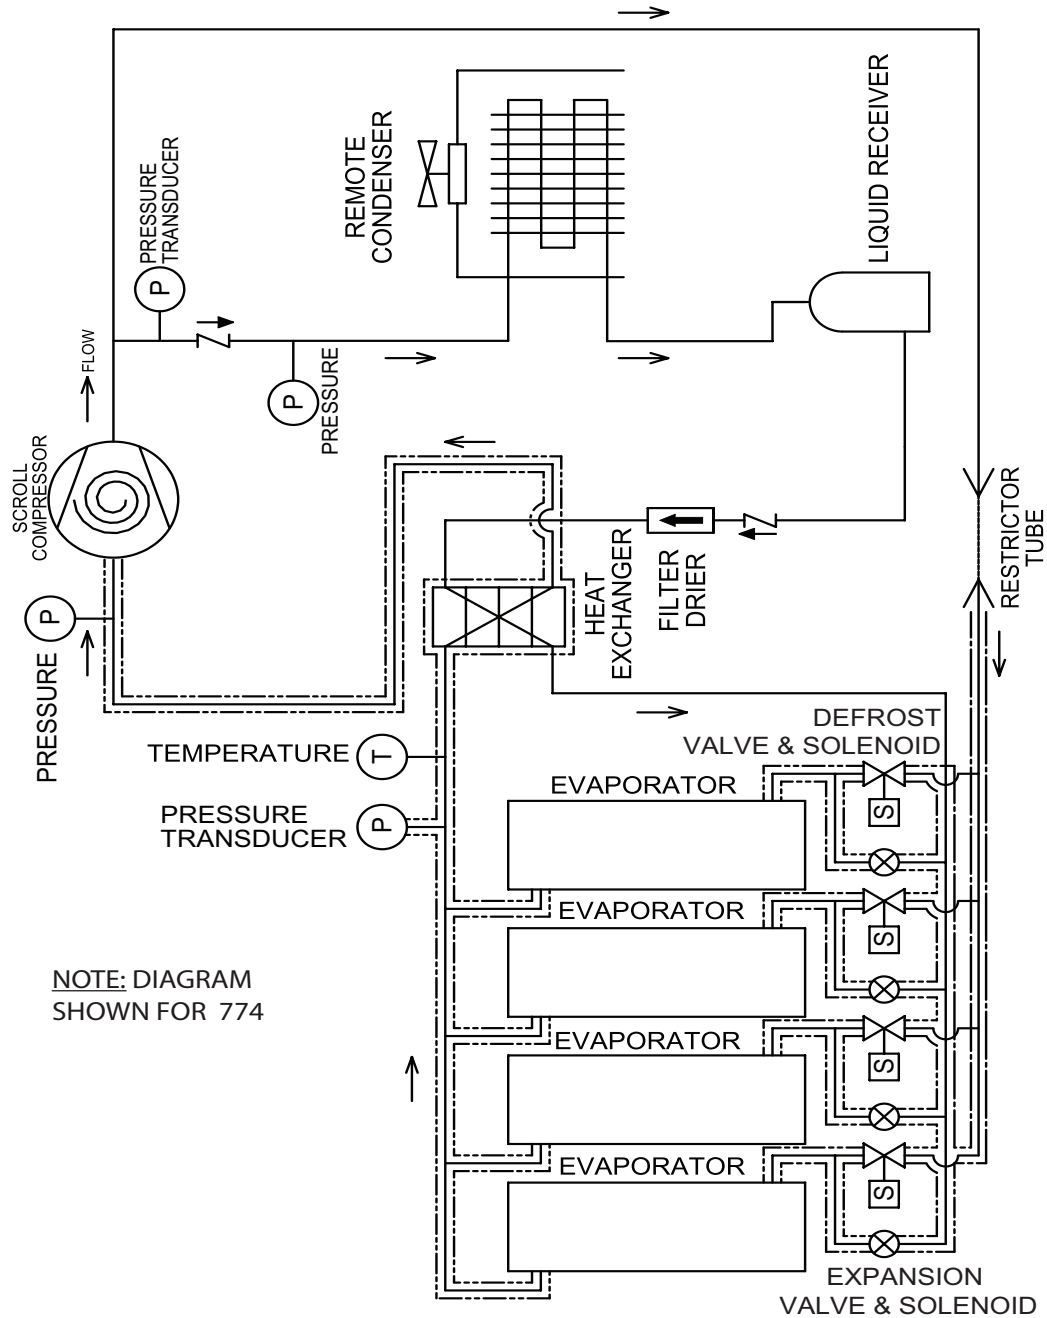 PRESSURE
TRANSDUCER
P
FLOW
P
PRESSURE
REMOTE
CONDENSER
LIQUID RECEIVER
SCROLL
COMPRESSOR
P
PRESSURE
HEAT
EXCHANGER
FILTER
DRIER
RESTRICTOR
TUBE
TEMPERATURE
T
PRESSURE
TRANSDUCER
P
DEFROST
VALVE & SOLENOID
EVAPORATOR
S
EVAPORATOR
S
EVAPORATOR
S
EVAPORATOR
S
NOTE: DIAGRAM
SHOWN FOR 774
EXPANSION
VALVE & SOLENOID